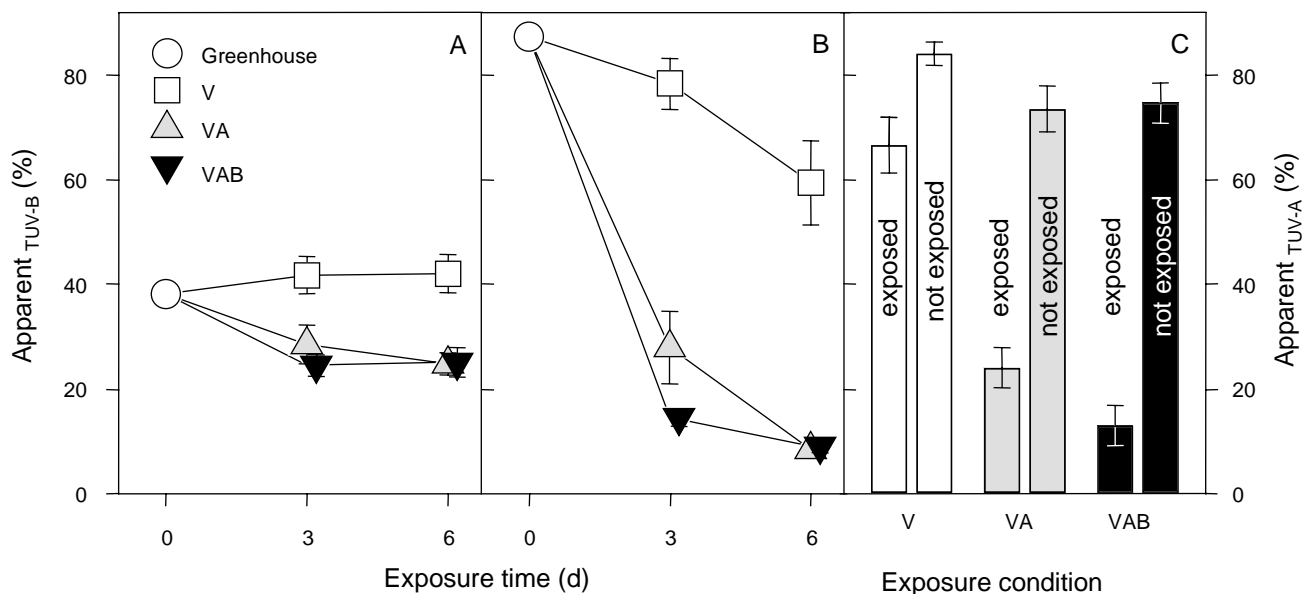 A
B
C
Greenhouse
V
VA
VAB
Apparent TUV-B (%)
80
60
40
20
0
0
3
6
0
3
6
Exposure time (d)
exposed
not exposed
exposed
not exposed
exposed
not exposed
V
VA
VAB
Exposure condition
80
60
40
20
0
Apparent TUV-A (%)